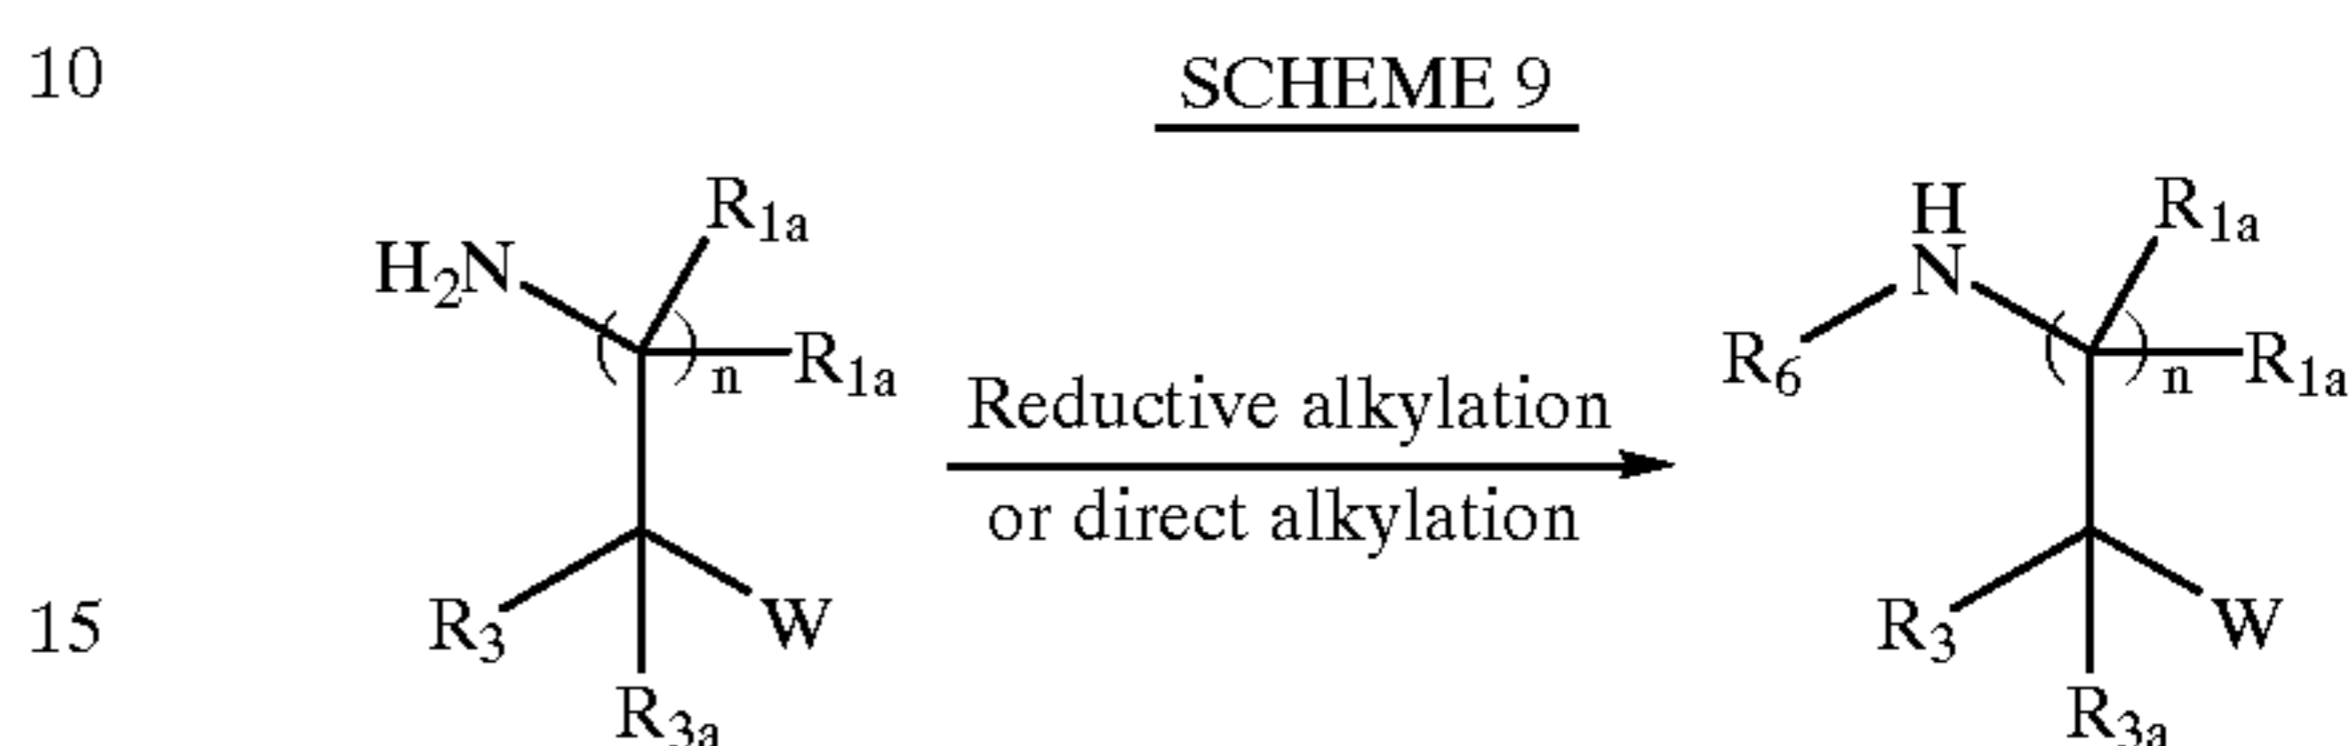 10
SCHEME 9
H2N
R1a
( )n
R1a
R3
W
R3a
Reductive alkylation
or direct alkylation
H
N
R6
R1a
( )n
R1a
R3
W
R3a
15